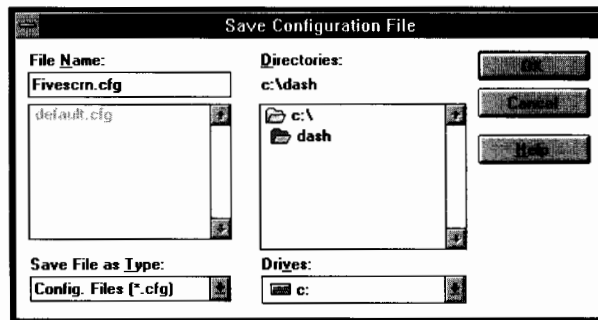 Save Configuration File
File Name:
Fivescrn.cfg
default.cfg
Save File as Type:
Config. Files (*.cfg)
Directories:
c:\dash
c:\
dash
Drives:
c:
OK
Cancel
Help